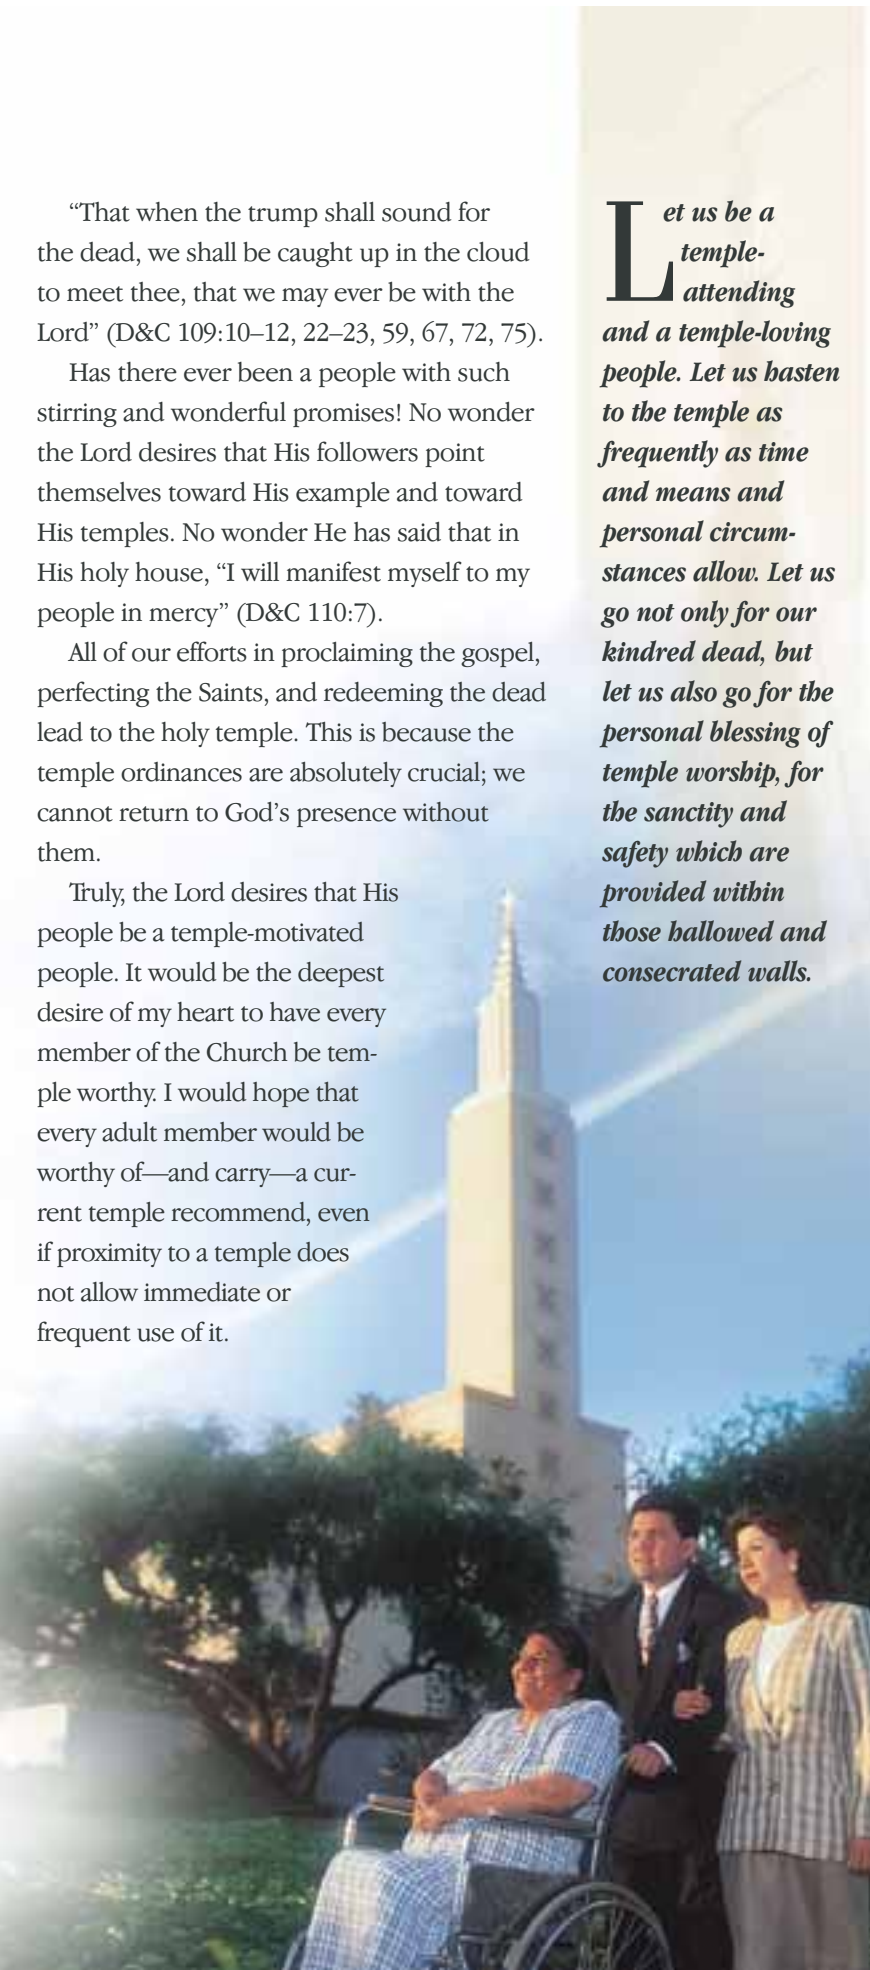 “That when the trump shall sound for
the dead, we shall be caught up in the cloud
to meet thee, that we may ever be with the
Lord” (D&C 109:10–12, 22–23, 59, 67, 72, 75).
Has there ever been a people with such
stirring and wonderful promises! No wonder
the Lord desires that His followers point
themselves toward His example and toward
His temples. No wonder He has said that in
His holy house, “I will manifest myself to my
people in mercy” (D&C 110:7).
All of our efforts in proclaiming the gospel,
perfecting the Saints, and redeeming the dead
lead to the holy temple. This is because the
temple ordinances are absolutely crucial; we
cannot return to God’s presence without
them.
Truly, the Lord desires that His
people be a temple-motivated
people. It would be the deepest
desire of my heart to have every
member of the Church be tem-
ple worthy. I would hope that
every adult member would be
worthy of—and carry—a cur-
rent temple recommend, even
if proximity to a temple does
not allow immediate or
frequent use of it.
Let us be a
temple-
attending
and a temple-loving
people. Let us hasten
to the temple as
frequently as time
and means and
personal circum-
stances allow. Let us
go not only for our
kindred dead, but
let us also go for the
personal blessing of
temple worship, for
the sanctity and
safety which are
provided within
those hallowed and
consecrated walls.